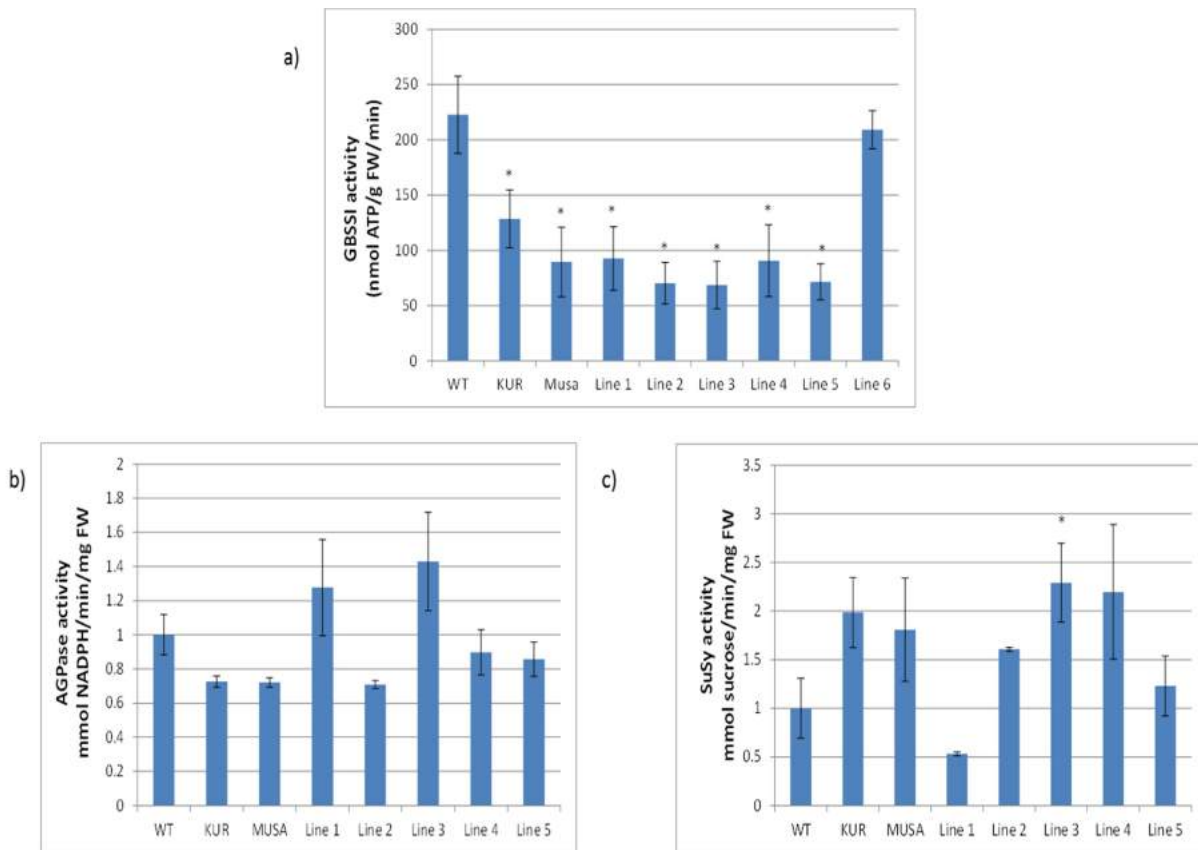 a)
GBSSI activity
(nmol ATP/g FW/min)
300
250
200
150
100
50
0
* * * * * * *
WT KUR Musa Line 1 Line 2 Line 3 Line 4 Line 5 Line 6
b)
AGPase activity
mmol NADPH/min/mg FW
2
1.8
1.6
1.4
1.2
1
0.8
0.6
0.4
0.2
0
WT KUR MUSA Line 1 Line 2 Line 3 Line 4 Line 5
c)
SuSy activity
mmol sucrose/min/mg FW
3.5
3
2.5
2
1.5
1
0.5
0
*
WT KUR MUSA Line 1 Line 2 Line 3 Line 4 Line 5